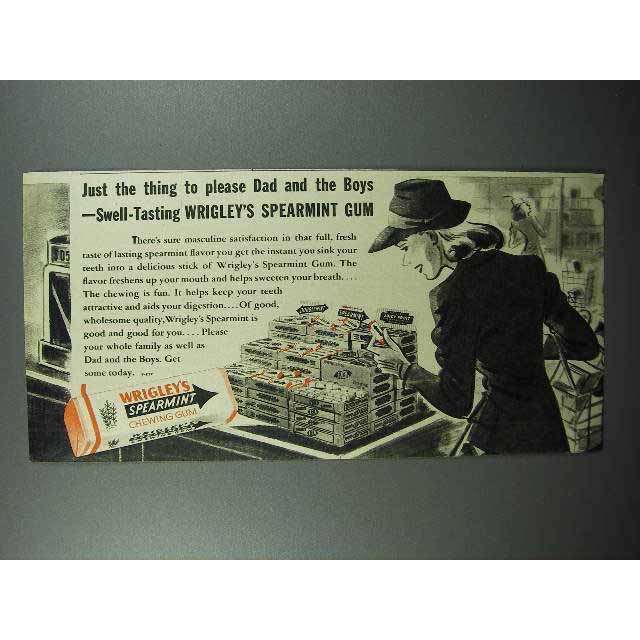 Just the thing to please Dad and the Boys
—Swell-Tasting WRIGLEY'S SPEARMINT GUM
There's sure masculine satisfaction in that full, fresh
taste of lasting spearmint flavor you get the instant you sink your
teeth into a delicious stick of Wrigley's Spearmint Gum. The
flavor freshens up your mouth and helps sweeten your breath....
The chewing is fun. It helps keep your teeth
attractive and aids your digestion....Of good,
wholesome quality, Wrigley's Spearmint is
good and good for you.... Please
your whole family as well as
Dad and the Boys. Get
some today.
WRIGLEY'S
SPEARMINT
CHEWING GUM
DOUBLEMINT
SPEARMINT
JUICY FRUIT